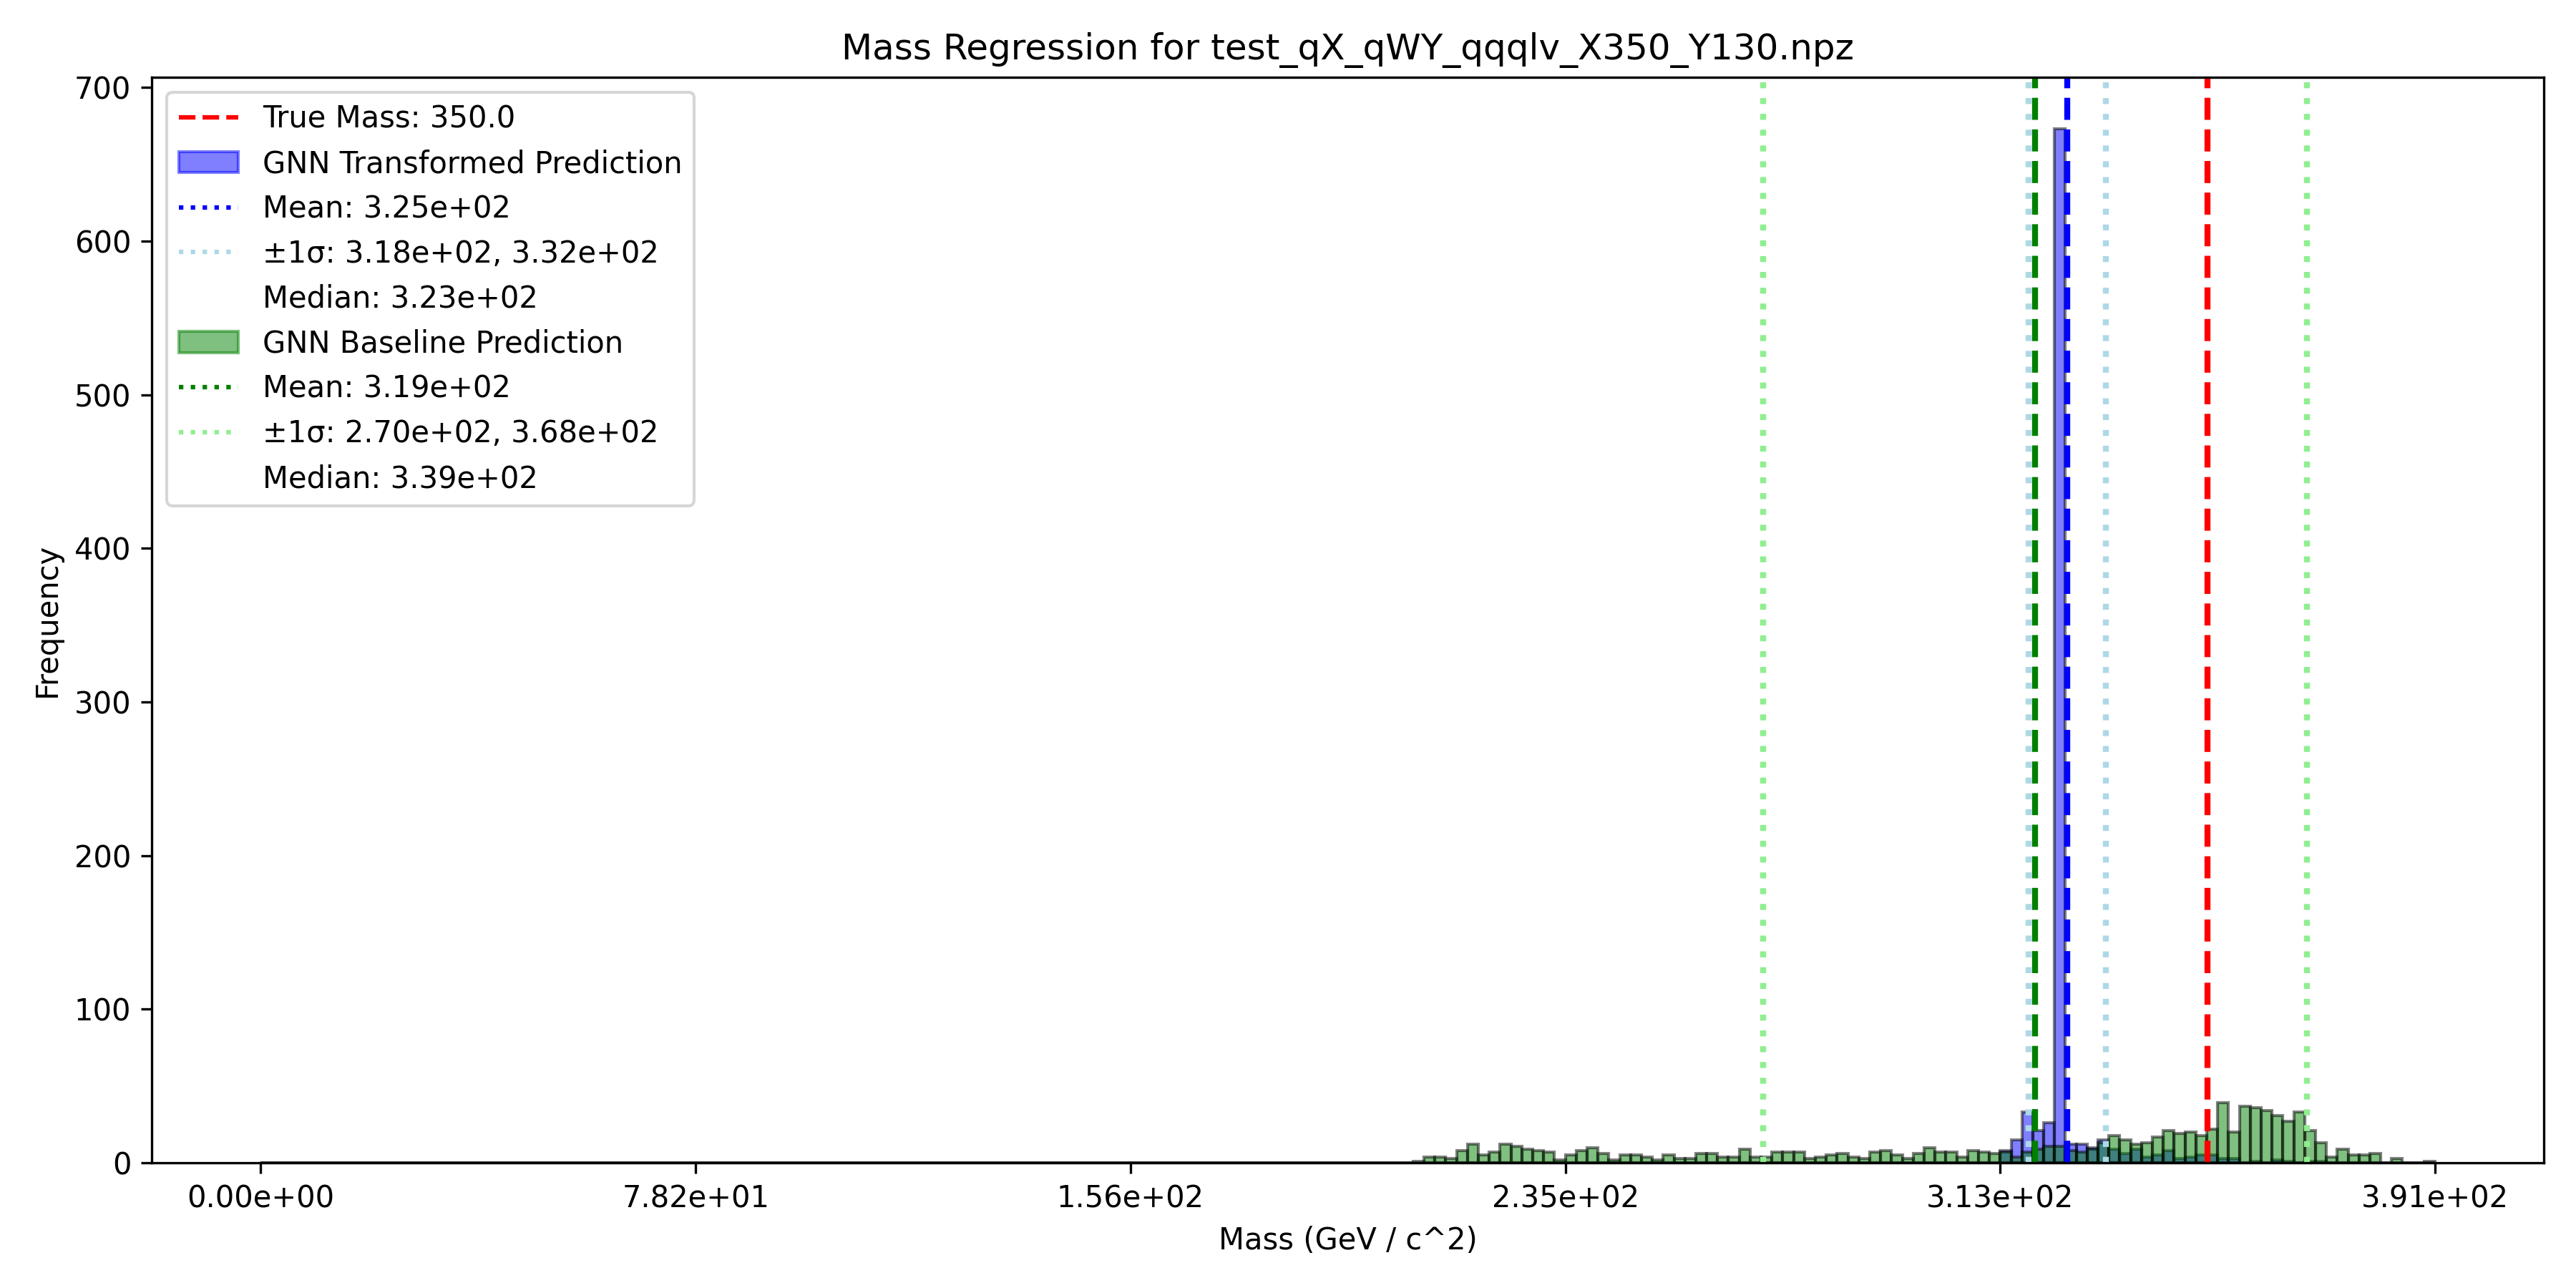 Mass Regression for test_qX_qWY_qqqlv_X350_Y130.npz
700
600
500
400
300
200
100
0
Frequency
True Mass: 350.0
GNN Transformed Prediction
Mean: 3.25e+02
±1σ: 3.18e+02, 3.32e+02
Median: 3.23e+02
GNN Baseline Prediction
Mean: 3.19e+02
±1σ: 2.70e+02, 3.68e+02
Median: 3.39e+02
0.00e+00 7.82e+01 1.56e+02 2.35e+02 3.13e+02 3.91e+02
Mass (GeV / c^2)